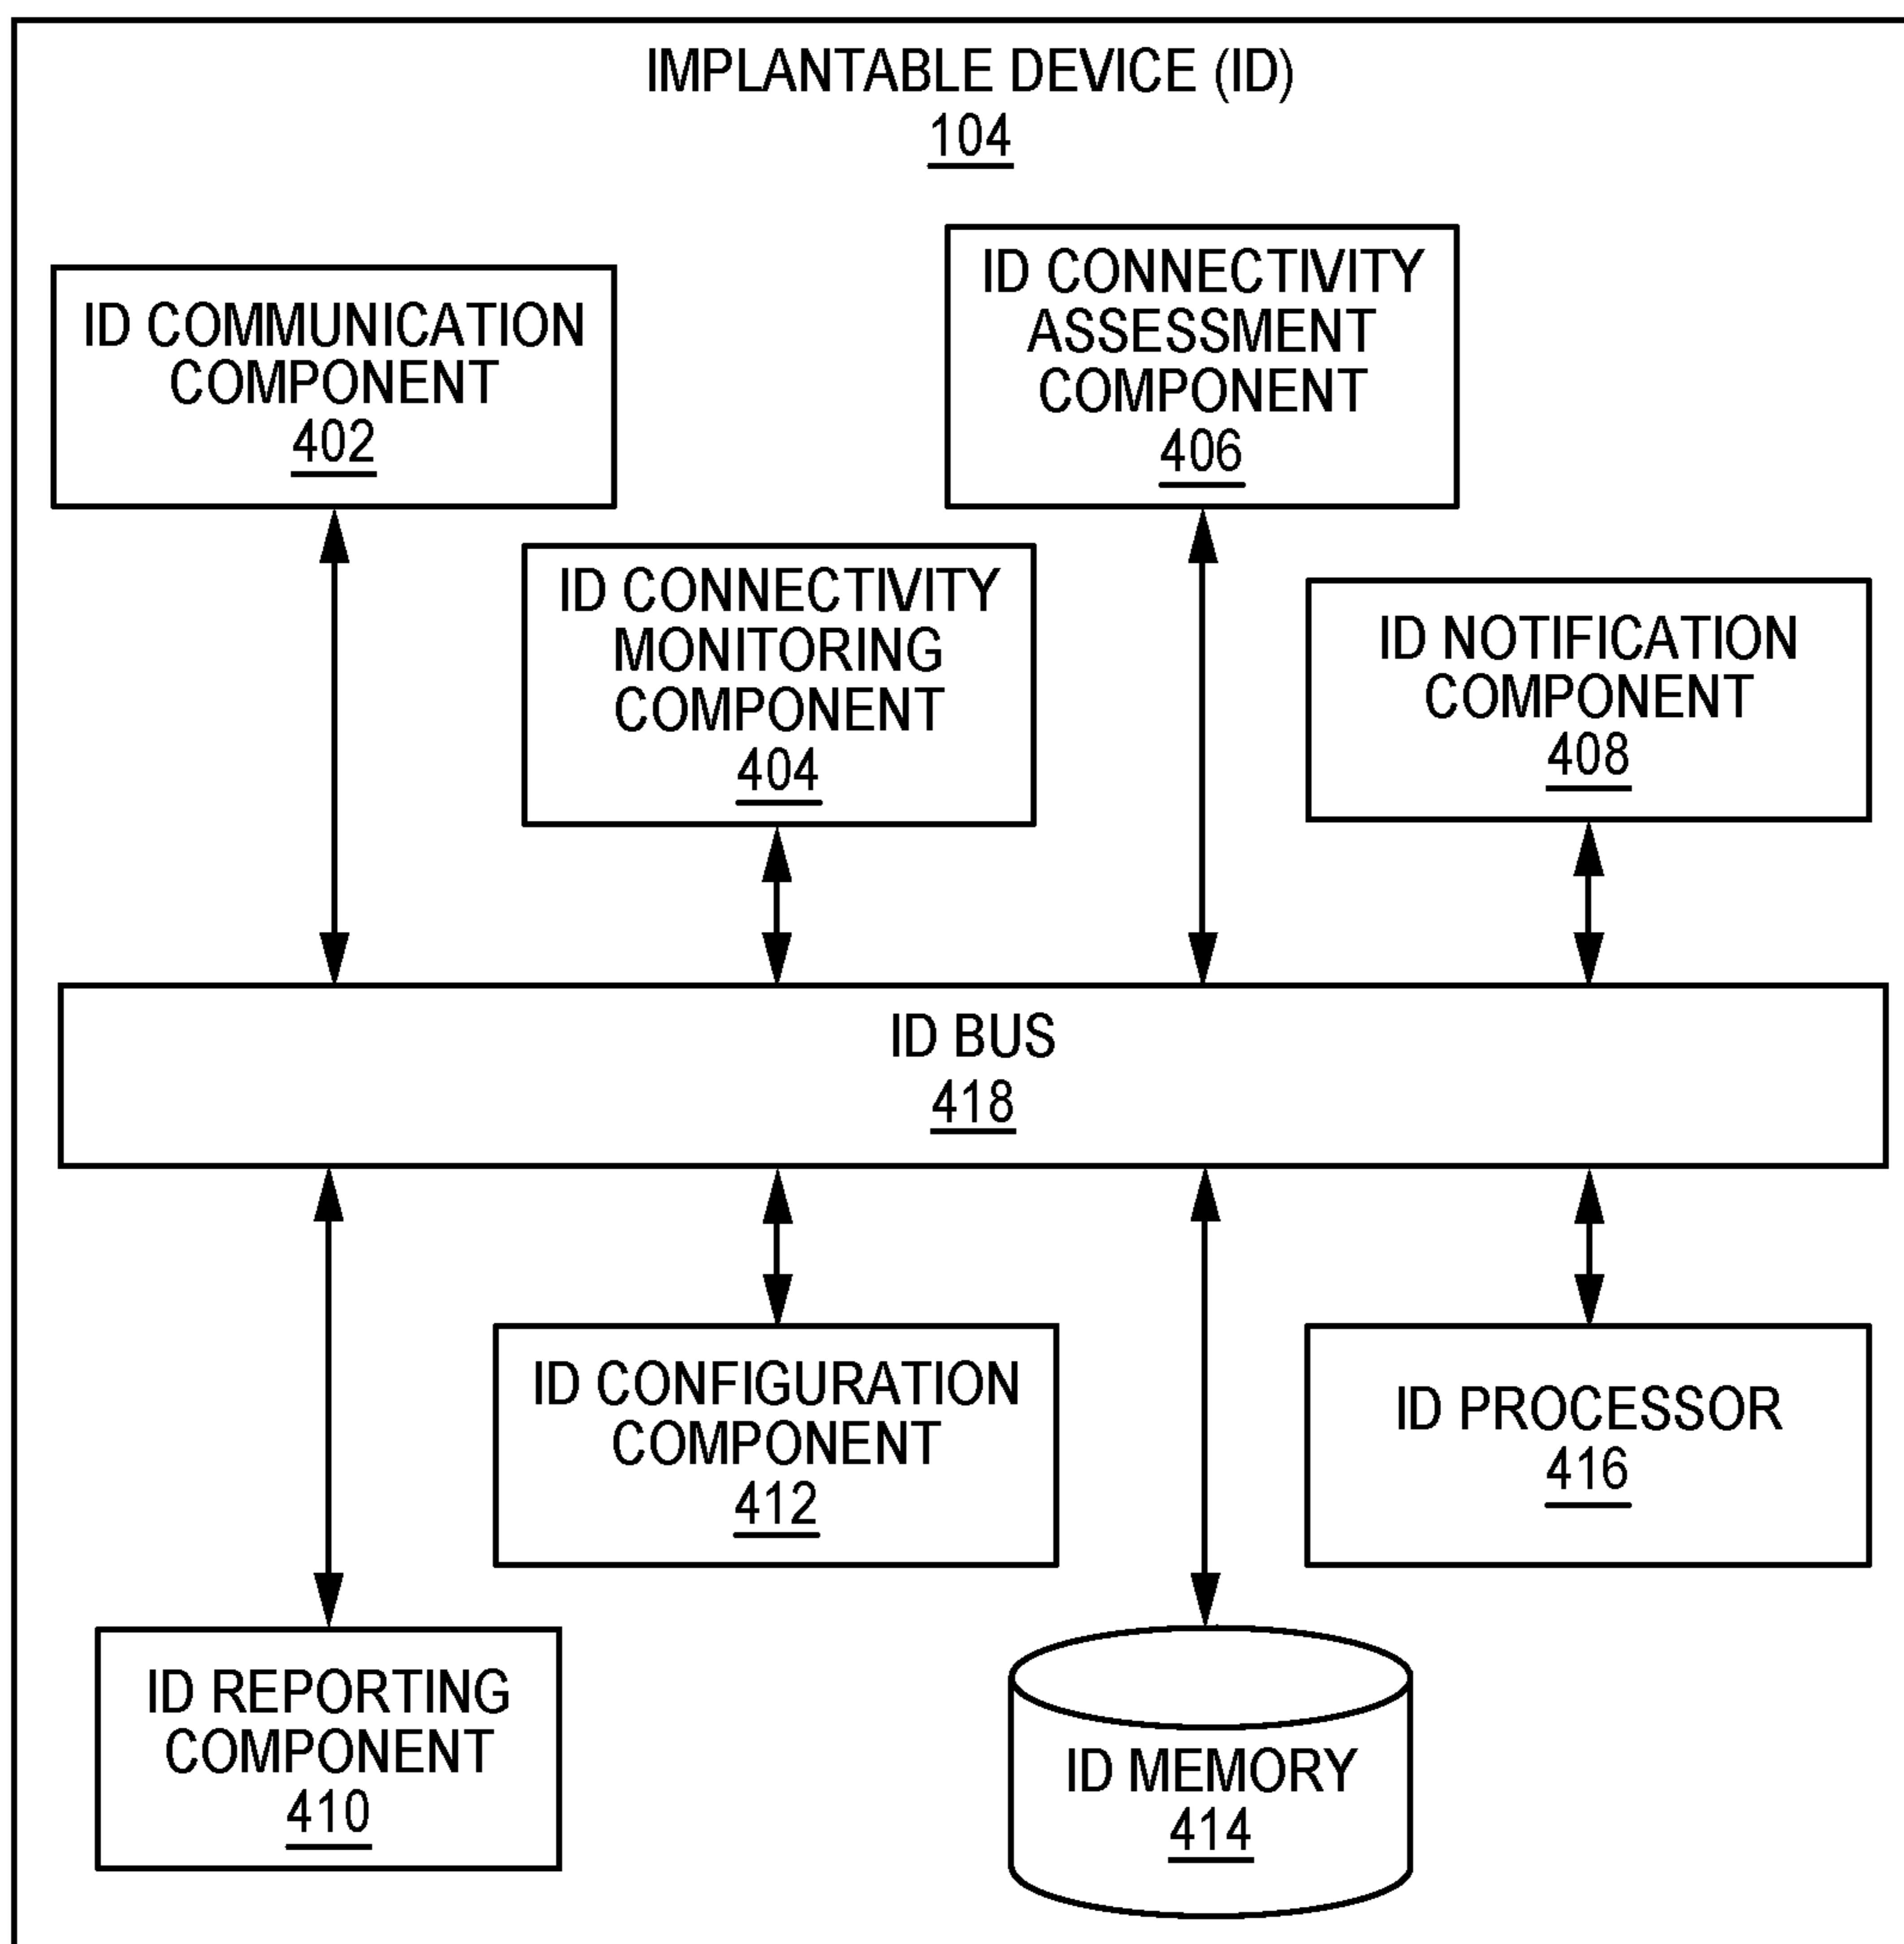 IMPLANTABLE DEVICE (ID)
104
ID COMMUNICATION
COMPONENT
402
ID CONNECTIVITY
ASSESSMENT
COMPONENT
406
ID CONNECTIVITY
MONITORING
COMPONENT
404
ID NOTIFICATION
COMPONENT
408
ID BUS
418
ID CONFIGURATION
COMPONENT
412
ID PROCESSOR
416
ID REPORTING
COMPONENT
410
ID MEMORY
414